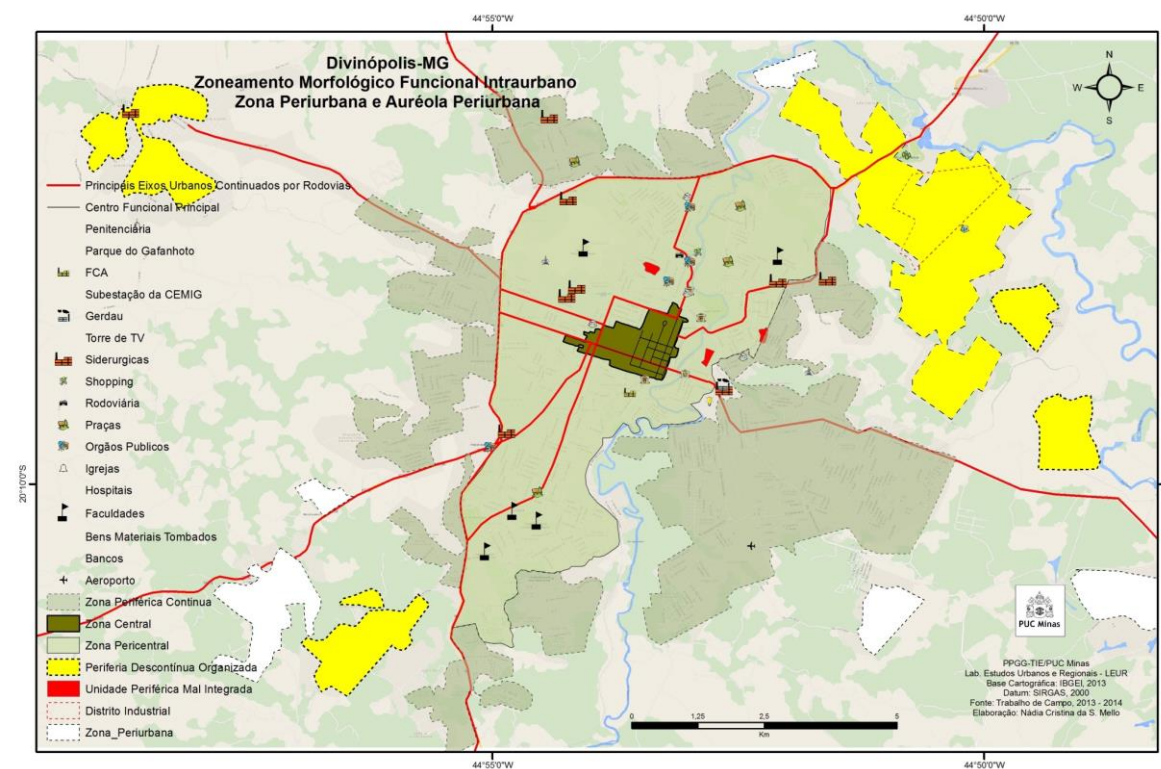 44°55'0"W
44°50'0"W
Divinópolis-MG
Zoneamento Morfológico Funcional Intraurbano
Zona Periurbana e Auréola Periurbana
N
W
E
S
Principais Eixos Urbanos Continuados por Rodovias
Centro Funcional Principal
Penitenciária
Parque do Gafanhoto
FCA
Subestação da CEMIG
Gerdau
Torre de TV
Siderurgicas
Shopping
Rodoviária
Praças
Orgãos Publicos
Igrejas
Hospitais
Faculdades
Bens Materiais Tombados
Bancos
Aeroporto
Zona Periférica Continua
Zona Central
Zona Pericentral
Periferia Descontínua Organizada
Unidade Periférica Mal Integrada
Distrito Industrial
Zona_Periurbana
20°10'0"S
PUC Minas
PPGG-TIE/PUC Minas
Lab. Estudos Urbanos e Regionais - LEUR
Base Cartográfica: IBGEI, 2013
Datum: SIRGAS, 2000
Fonte: Trabalho de Campo, 2013 - 2014
Elaboração: Nádia Cristina da S. Mello
0 1,25 2,5 5
Km
44°55'0"W
44°50'0"W